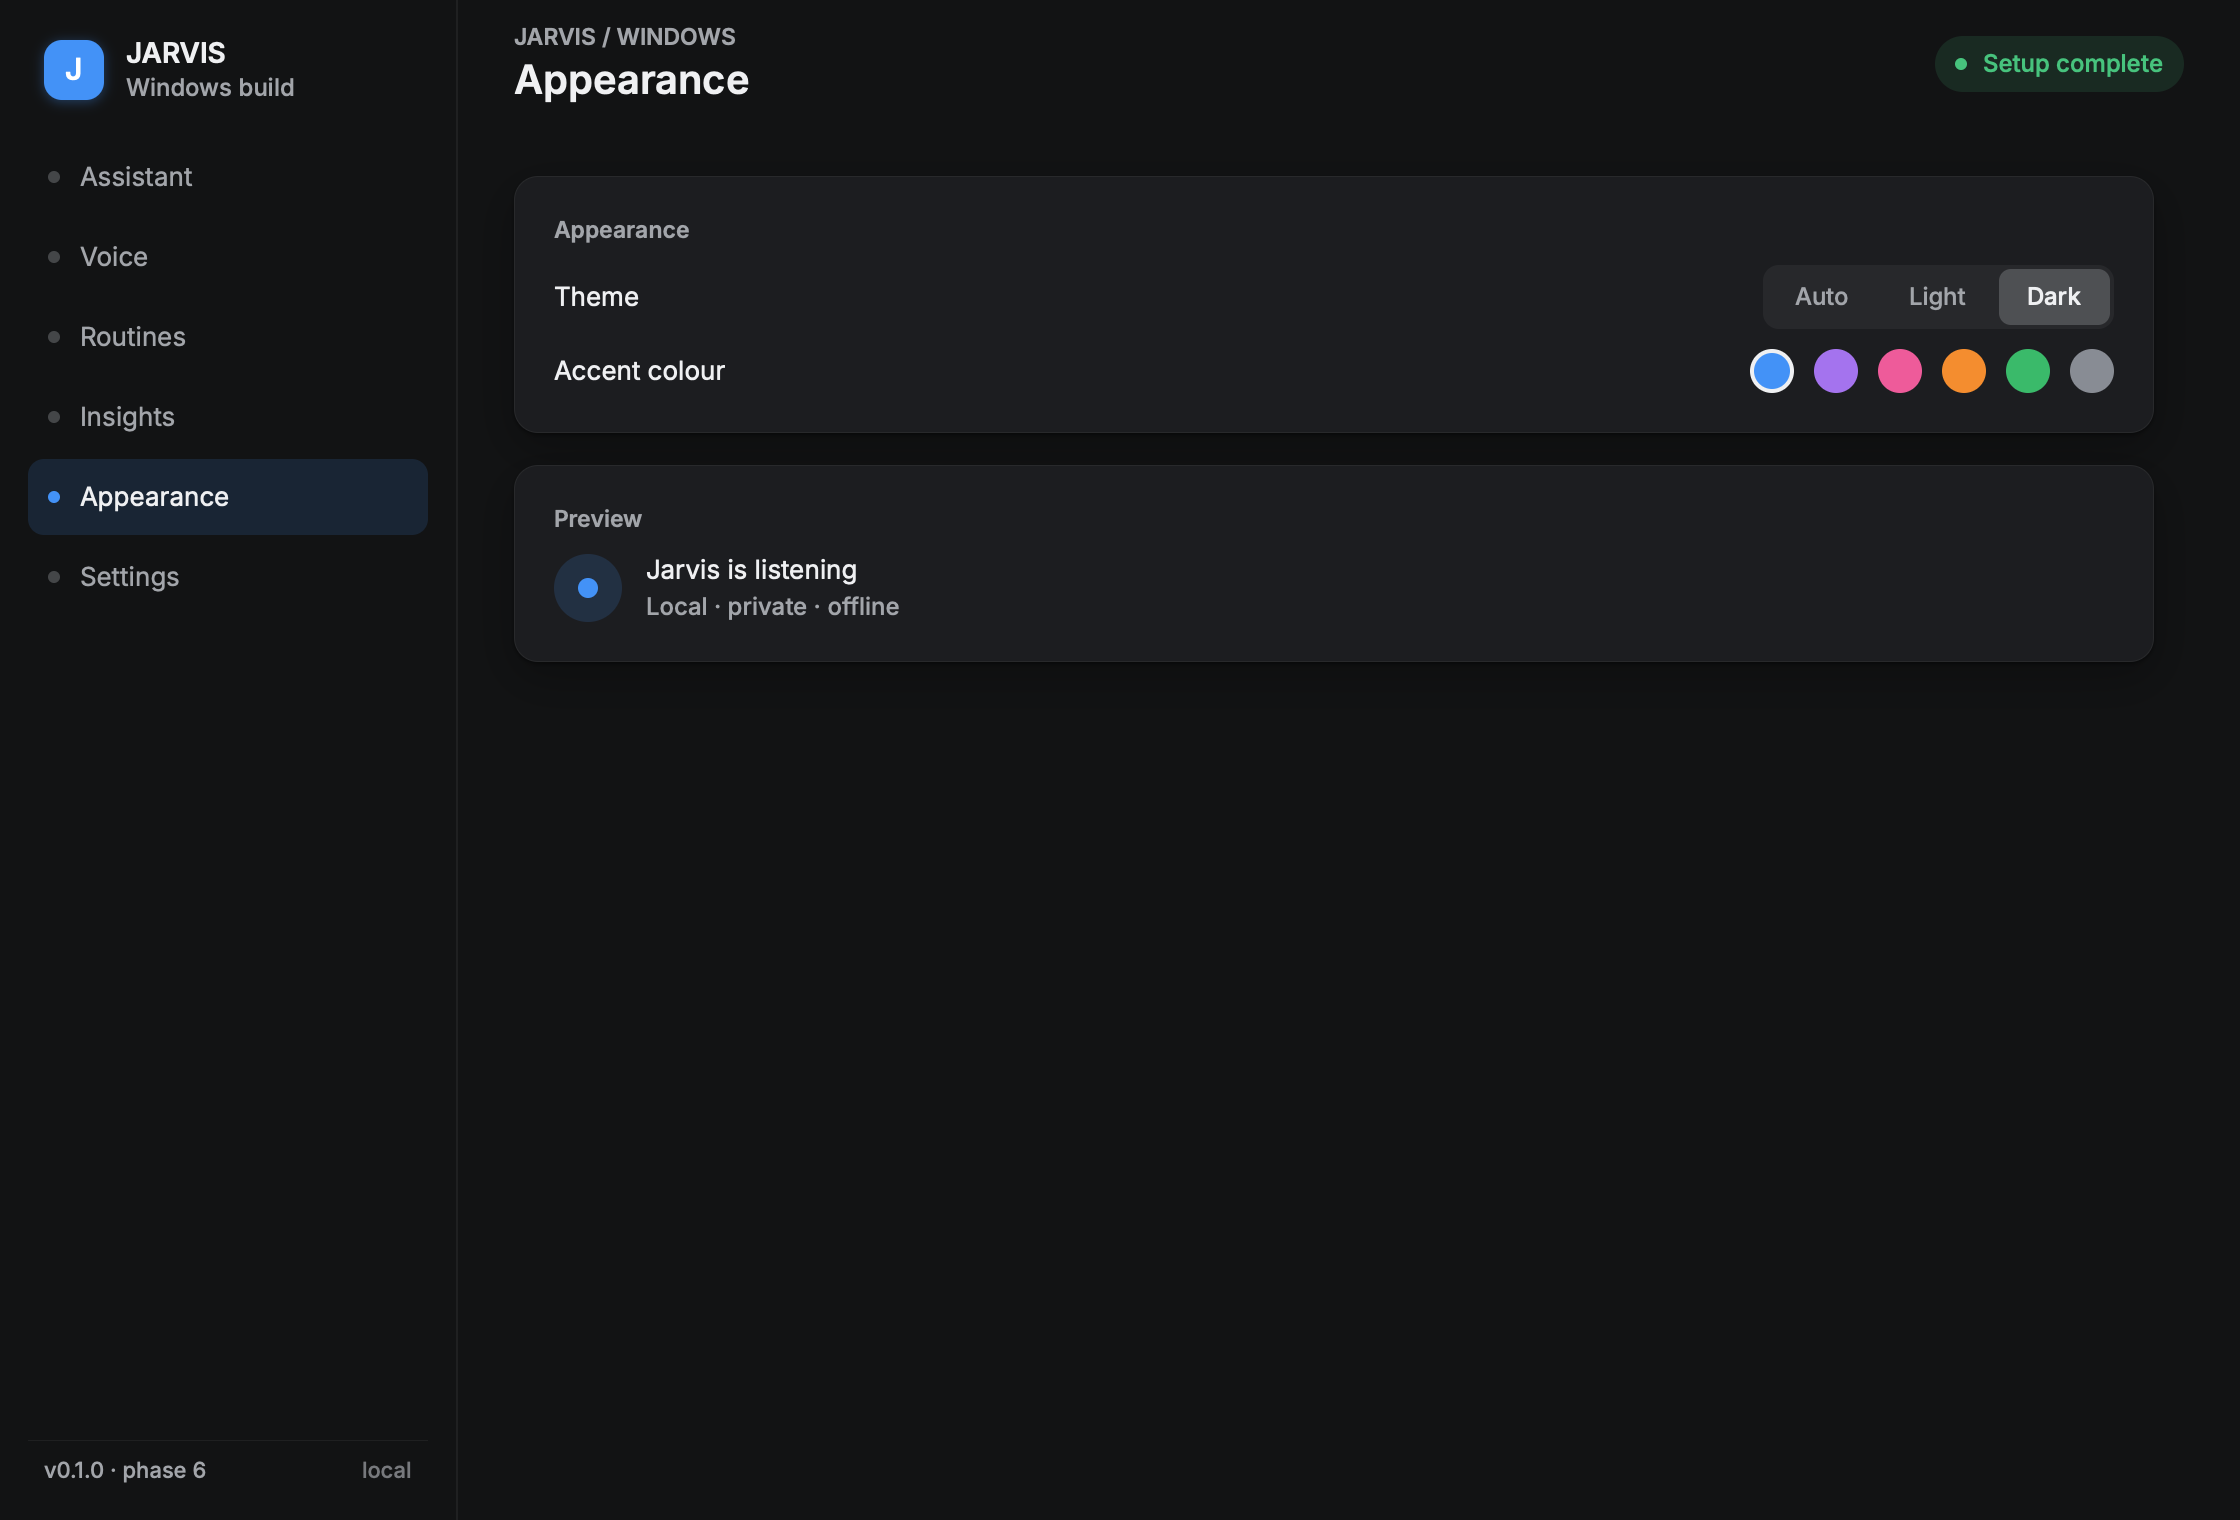 J
JARVIS
Windows build
Assistant
Voice
Routines
Insights
Appearance
Settings
v0.1.0 · phase 6
local
JARVIS / WINDOWS
Appearance
Setup complete
Appearance
Theme
Auto Light Dark
Accent colour
Preview
Jarvis is listening
Local · private · offline